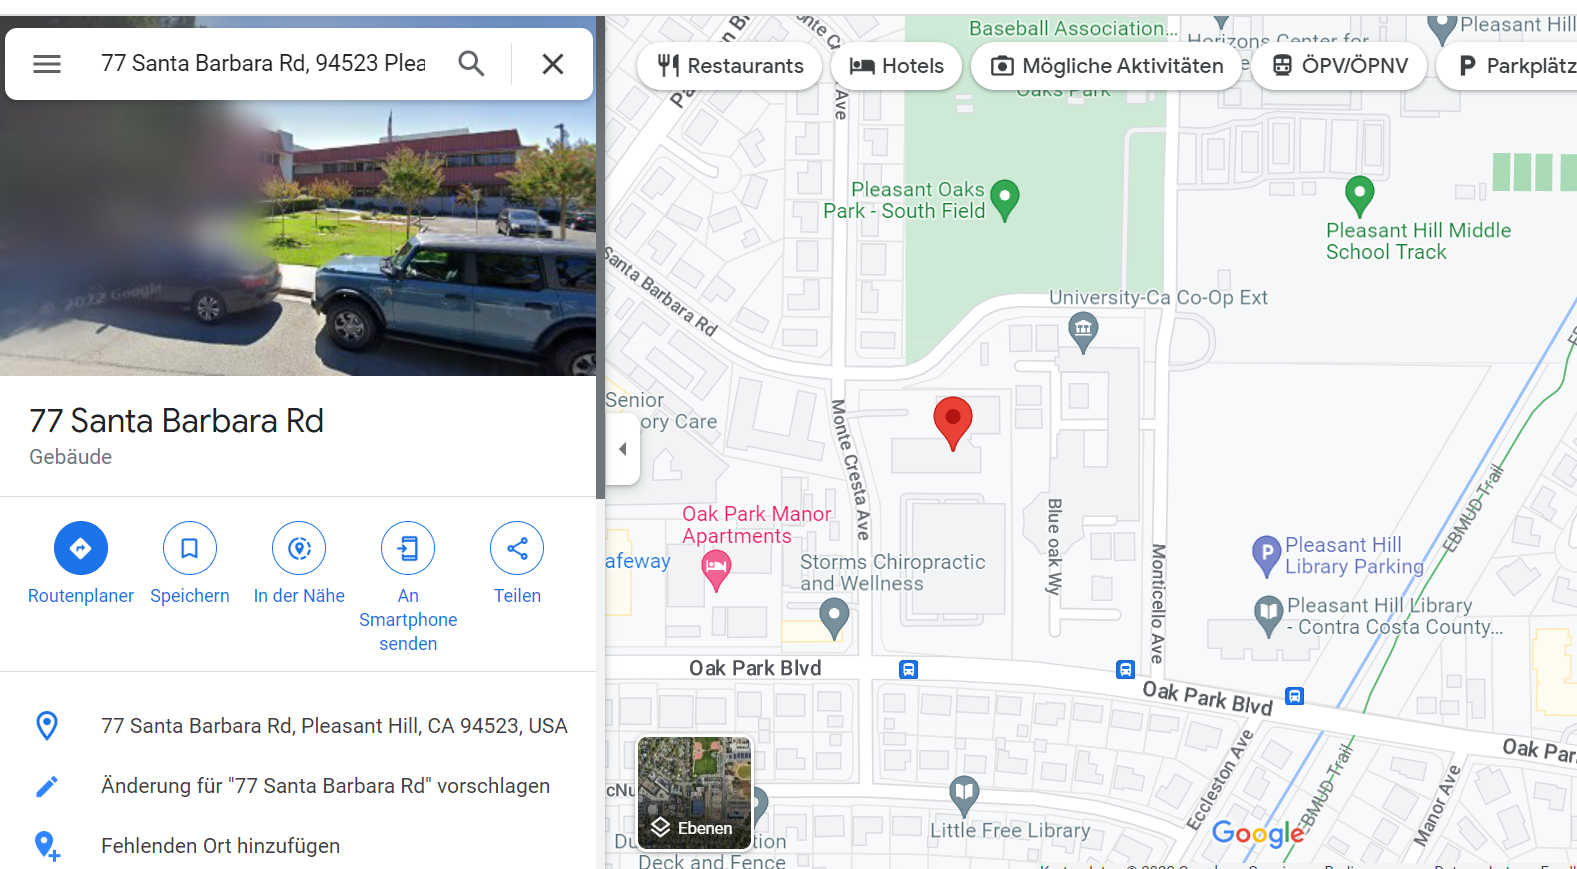 77 Santa Barbara Rd, 94523 Plea
2022 Google
77 Santa Barbara Rd
Gebäude
Routenplaner
Speichern
In der Nähe
An
Smartphone
senden
Teilen
77 Santa Barbara Rd, Pleasant Hill, CA 94523, USA
Änderung für "77 Santa Barbara Rd" vorschlagen
Fehlenden Ort hinzufügen
Restaurants
Hotels
Mögliche Aktivitäten
ÖPV/ÖPNV
Parkplätz
Baseball Association...
Horizons Center for
Pleasant Hill
Oaks Park
Ave
Pleasant Oaks
Park - South Field
Pleasant Hill Middle
School Track
Santa Barbara Rd
University-Ca Co-Op Ext
Senior
ory Care
Monte Cresta Ave
Oak Park Manor
Apartments
afeway
Storms Chiropractic
and Wellness
Blue oak Wy
Monticello Ave
EBMUD Trail
P
Pleasant Hill
Library Parking
Pleasant Hill Library
- Contra Costa County...
Oak Park Blvd
Oak Park Blvd
Oak Par
Eccleston Ave
EBMUD Trail
Manor Ave
cNu
Ebenen
Little Free Library
Google
Du
tion
Deck and Fence